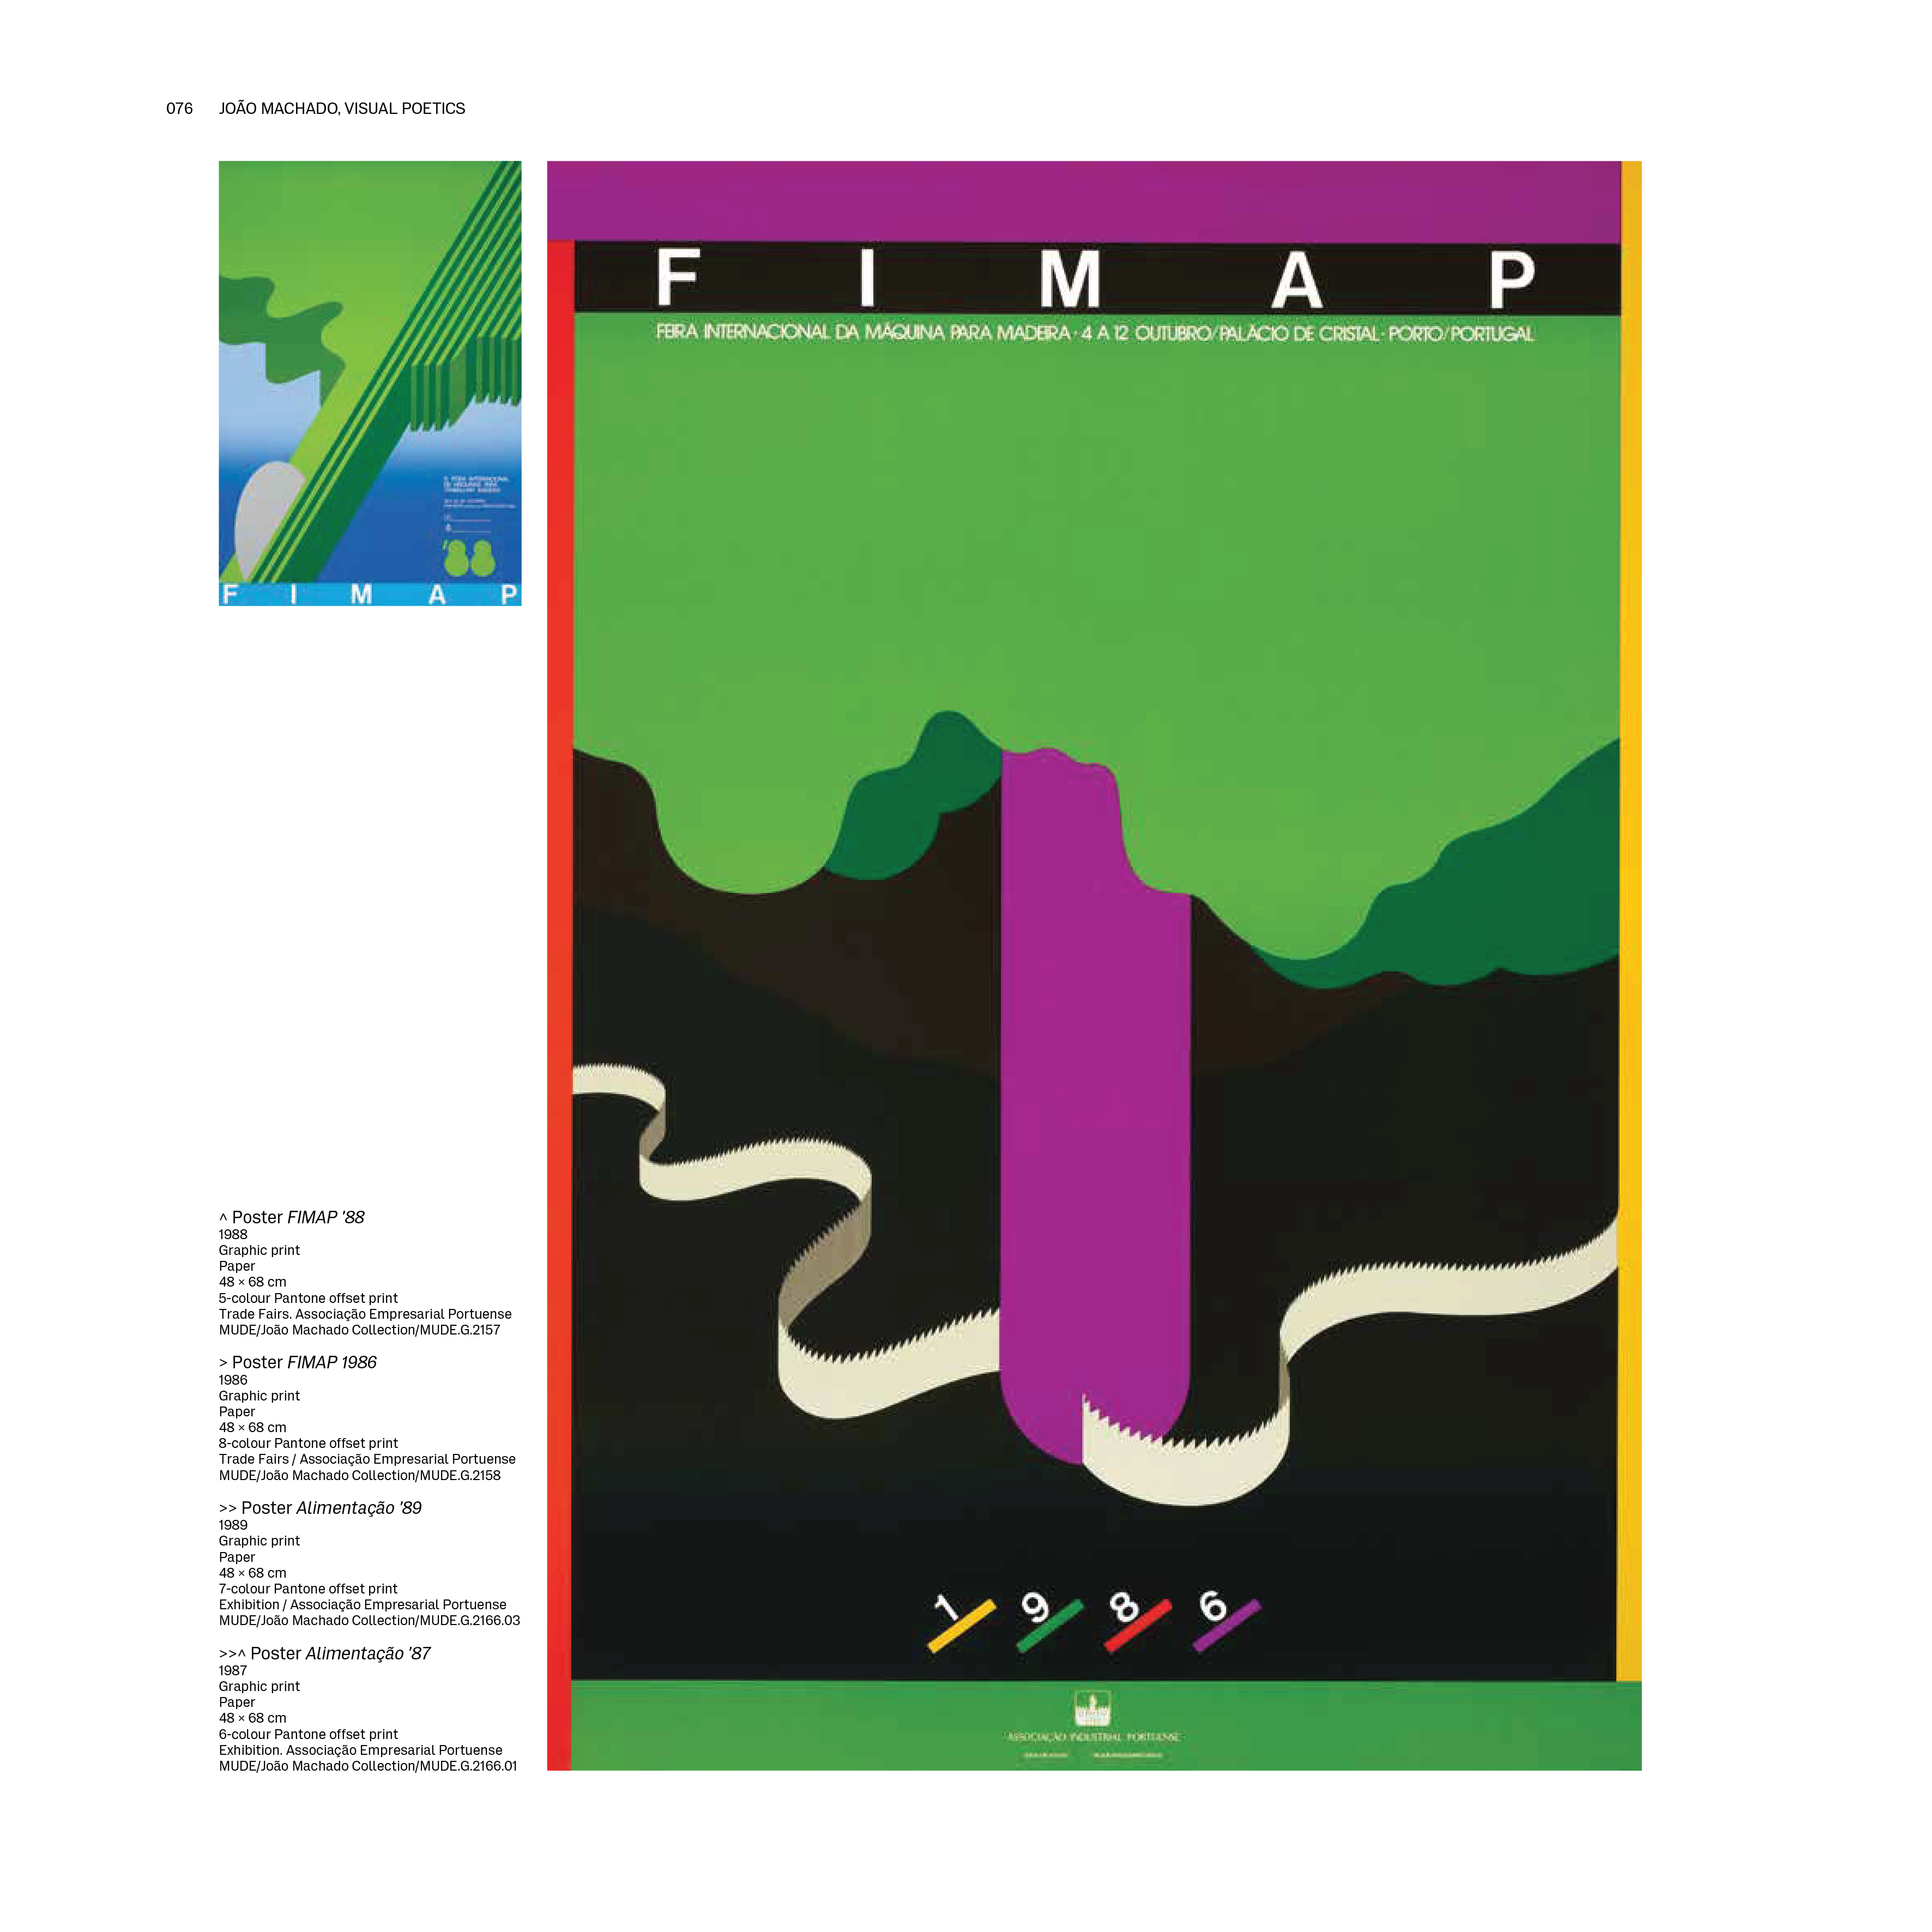 076 JOÃO MACHADO, VISUAL POETICS
'88
F I M A P
F I M A P
FEIRA INTERNACIONAL DA MÁQUINA PARA MADEIRA · 4 A 12 OUTUBRO/PALÁCIO DE CRISTAL · PORTO/PORTUGAL
1 9 8 6
ASSOCIAÇÃO INDUSTRIAL PORTUENSE
^ Poster FIMAP '88
1988
Graphic print
Paper
48 × 68 cm
5-colour Pantone offset print
Trade Fairs. Associação Empresarial Portuense
MUDE/João Machado Collection/MUDE.G.2157
> Poster FIMAP 1986
1986
Graphic print
Paper
48 × 68 cm
8-colour Pantone offset print
Trade Fairs / Associação Empresarial Portuense
MUDE/João Machado Collection/MUDE.G.2158
>> Poster Alimentação '89
1989
Graphic print
Paper
48 × 68 cm
7-colour Pantone offset print
Exhibition / Associação Empresarial Portuense
MUDE/João Machado Collection/MUDE.G.2166.03
>>^ Poster Alimentação '87
1987
Graphic print
Paper
48 × 68 cm
6-colour Pantone offset print
Exhibition. Associação Empresarial Portuense
MUDE/João Machado Collection/MUDE.G.2166.01